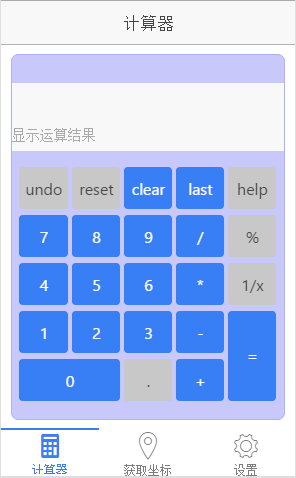 计算器
显示运算结果
undo reset clear last help
7 8 9 / %
4 5 6 * 1/x
1 2 3 - =
0 . +
计算器 获取坐标 设置